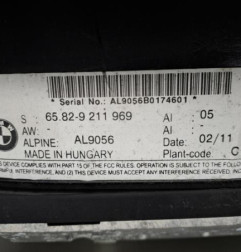 * Serial No.: AL9056B0174601 *
S : 65.82-9 211 969 AI : 05
AW: - AI : -
ALPINE: AL9056 Date: 02/11
MADE IN HUNGARY Plant-code C
S DEVICE COMPLIES WITH PART 15 OF THE FCC RULES. OPERATION IS SUBJECT TO THE FOLLO
INTERFERENCE, AND (2) THIS DEVICE MUST ACCEPT ANY INTERFERENCE